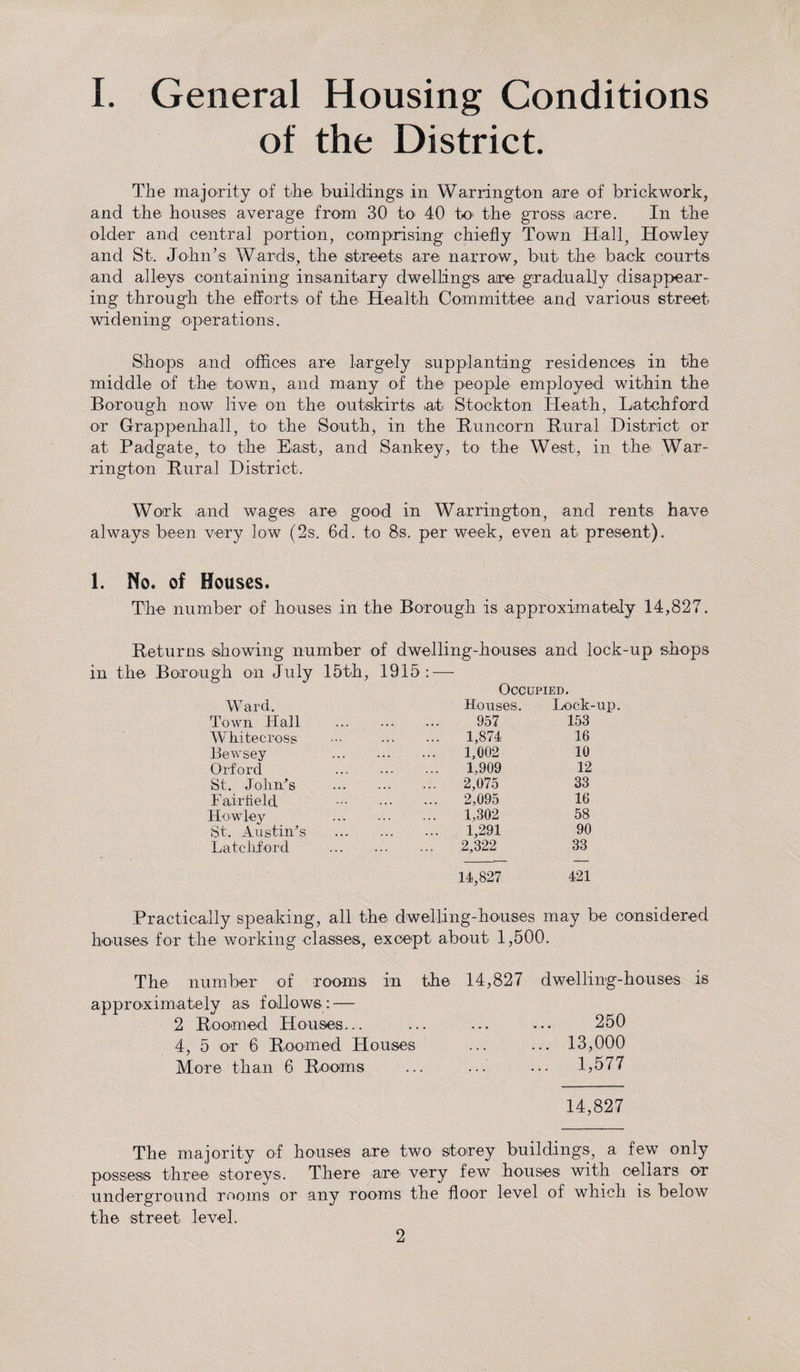 I. General Housing Conditions
of the District.
The majority of the buildings in Warrington are of brickwork,
and the houses average from 30 to 40 to the gross acre. In the
older and central portion, comprising chiefly Town Hall, Howley
and St. John's Wards, the streets are narrow, but the back courts
and alleys containing insanitary dwellings are gradually disappear-
ing through the efforts of the Health Committee and various street
widening operations.
Shops and offices are largely supplanting residences in the
middle of the town, and many of the people employed within the
Borough now live on the outskirts at Stockton Heath, Latchford
or Grappenhall, to the South, in the Runcorn Rural District or
at Padgate, to the East, and Sankey, to the West, in the War-
rington Rural District.
Work and wages are good in Warrington, and rents have
always been very low (2s. 6d. to 8s. per week, even at present).
1. No. of Houses.
The number of houses in the Borough is approximately 14,827.
Returns showing number of dwelling-houses and lock-up shops
in the Borough on July 15th, 1915:—
Occupied.
Ward. Houses. Lock-up.
Town Hall ... ... ... 957 153
Whitecross ... ... ... 1,874 16
Bewsey ... ... ... 1,002 10
Orford ... ... ... 1,909 12
St. John's ... ... ... 2,075 33
Fairfield ... ... ... 2,095 16
Howley ... ... ... 1,302 58
St. Austin's ... ... ... 1,291 90
Latchford ... ... ... 2,322 33
14,827 421
Practically speaking, all the dwelling-houses may be considered
houses for the working classes, except about 1,500.
The number of rooms in the 14,827 dwelling-houses is
approximately as follows:—
2 Roomed Houses... ... ... ... 250
4, 5 or 6 Roomed Houses ... ... 13,000
More than 6 Rooms ... ... ... 1,577
14,827
The majority of houses are two storey buildings, a few only
possess three storeys. There are very few houses with cellars or
underground rooms or any rooms the floor level of which is below
the street level.
2